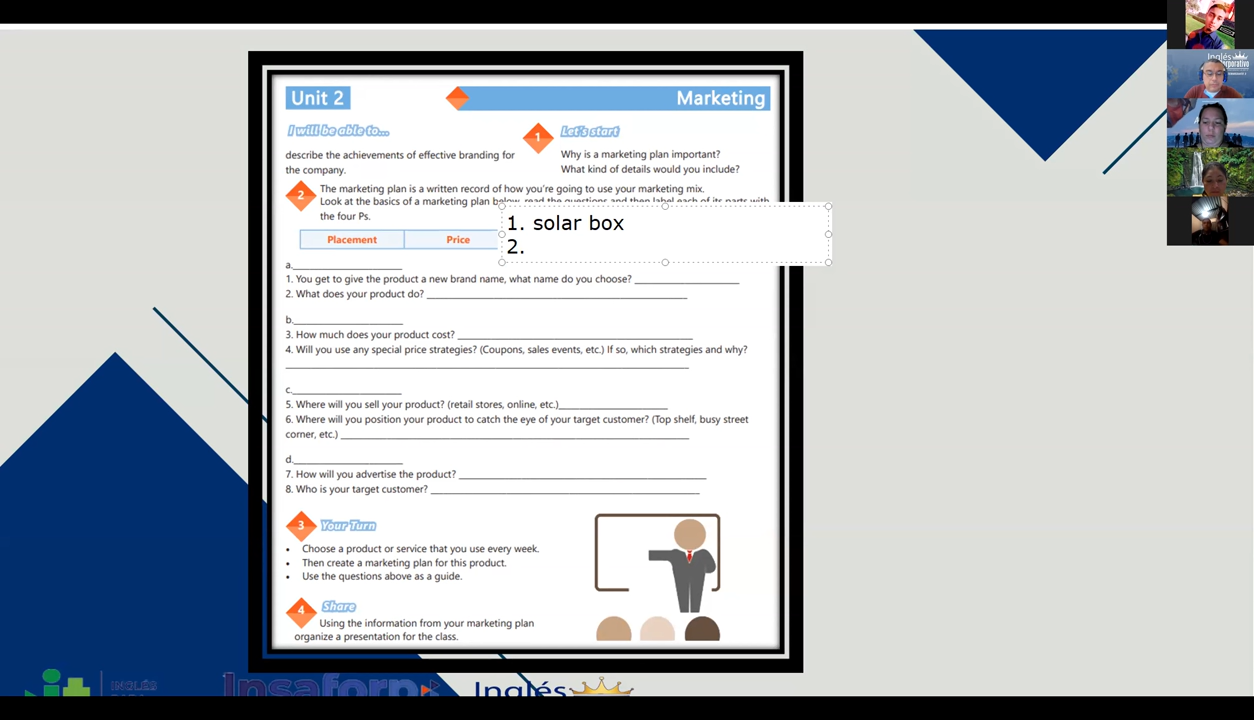 Unit 2
Marketing
I will be able to...
describe the achievements of effective branding for
the company.
1
Let's start
Why is a marketing plan important?
What kind of details would you include?
2
The marketing plan is a written record of how you're going to use your marketing mix.
Look at the basics of a marketing plan below, read the questions and then label each of its parts with
the four Ps.
Placement
Price
1. solar box
2.
a.
1. You get to give the product a new brand name, what name do you choose?
2. What does your product do?
b.
3. How much does your product cost?
4. Will you use any special price strategies? (Coupons, sales events, etc.) If so, which strategies and why?
c.
5. Where will you sell your product? (retail stores, online, etc.)
6. Where will you position your product to catch the eye of your target customer? (Top shelf, busy street
corner, etc.)
d.
7. How will you advertise the product?
8. Who is your target customer?
3
Your Turn
• Choose a product or service that you use every week.
• Then create a marketing plan for this product.
• Use the questions above as a guide.
4
Share
Using the information from your marketing plan
organize a presentation for the class.
INGLÉS
Insaforp
Inglés
Inglés